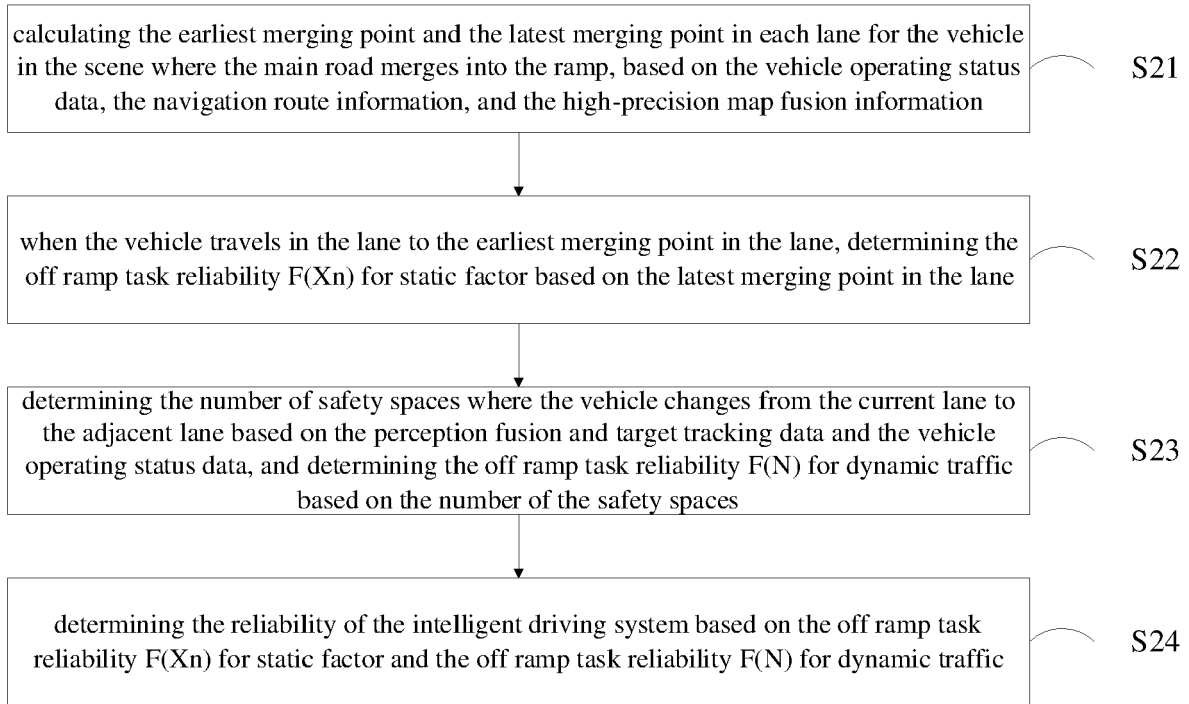 calculating the earliest merging point and the latest merging point in each lane for the vehicle
in the scene where the main road merges into the ramp, based on the vehicle operating status
data, the navigation route information, and the high-precision map fusion information
S21
when the vehicle travels in the lane to the earliest merging point in the lane, determining the
off ramp task reliability F(Xn) for static factor based on the latest merging point in the lane
S22
determining the number of safety spaces where the vehicle changes from the current lane to
the adjacent lane based on the perception fusion and target tracking data and the vehicle
operating status data, and determining the off ramp task reliability F(N) for dynamic traffic
based on the number of the safety spaces
S23
determining the reliability of the intelligent driving system based on the off ramp task
reliability F(Xn) for static factor and the off ramp task reliability F(N) for dynamic traffic
S24